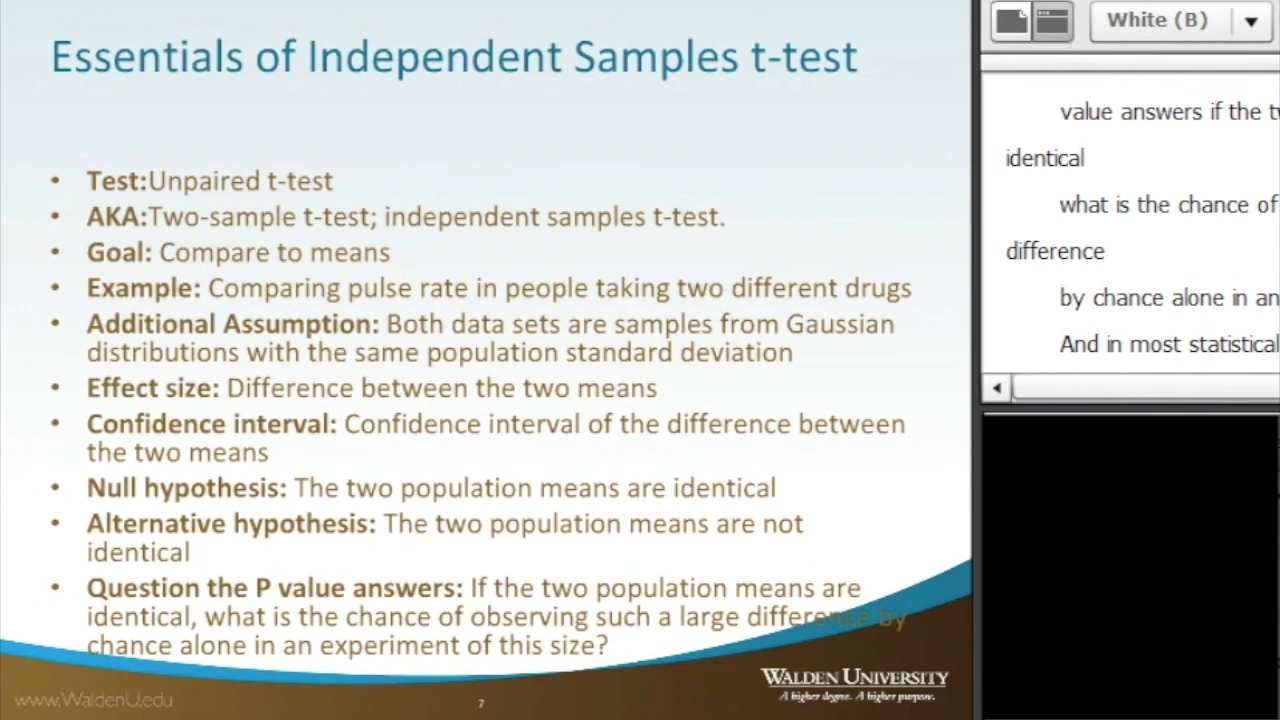 Essentials of Independent Samples t-test
• Test:Unpaired t-test
• AKA:Two-sample t-test; independent samples t-test.
• Goal: Compare to means
• Example: Comparing pulse rate in people taking two different drugs
• Additional Assumption: Both data sets are samples from Gaussian
distributions with the same population standard deviation
• Effect size: Difference between the two means
• Confidence interval: Confidence interval of the difference between
the two means
• Null hypothesis: The two population means are identical
• Alternative hypothesis: The two population means are not
identical
• Question the P value answers: If the two population means are
identical, what is the chance of observing such a large difference by
chance alone in an experiment of this size?
www.WaldenU.edu
7
WALDEN UNIVERSITY
A higher degree. A higher purpose.
White (B)
value answers if the
identical
what is the chance of
difference
by chance alone in an
And in most statistical